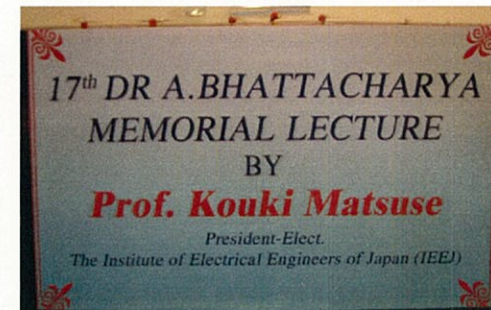 17th DR A.BHATTACHARYA
MEMORIAL LECTURE
BY
Prof. Kouki Matsuse
President-Elect.
The Institute of Electrical Engineers of Japan (IEEJ)